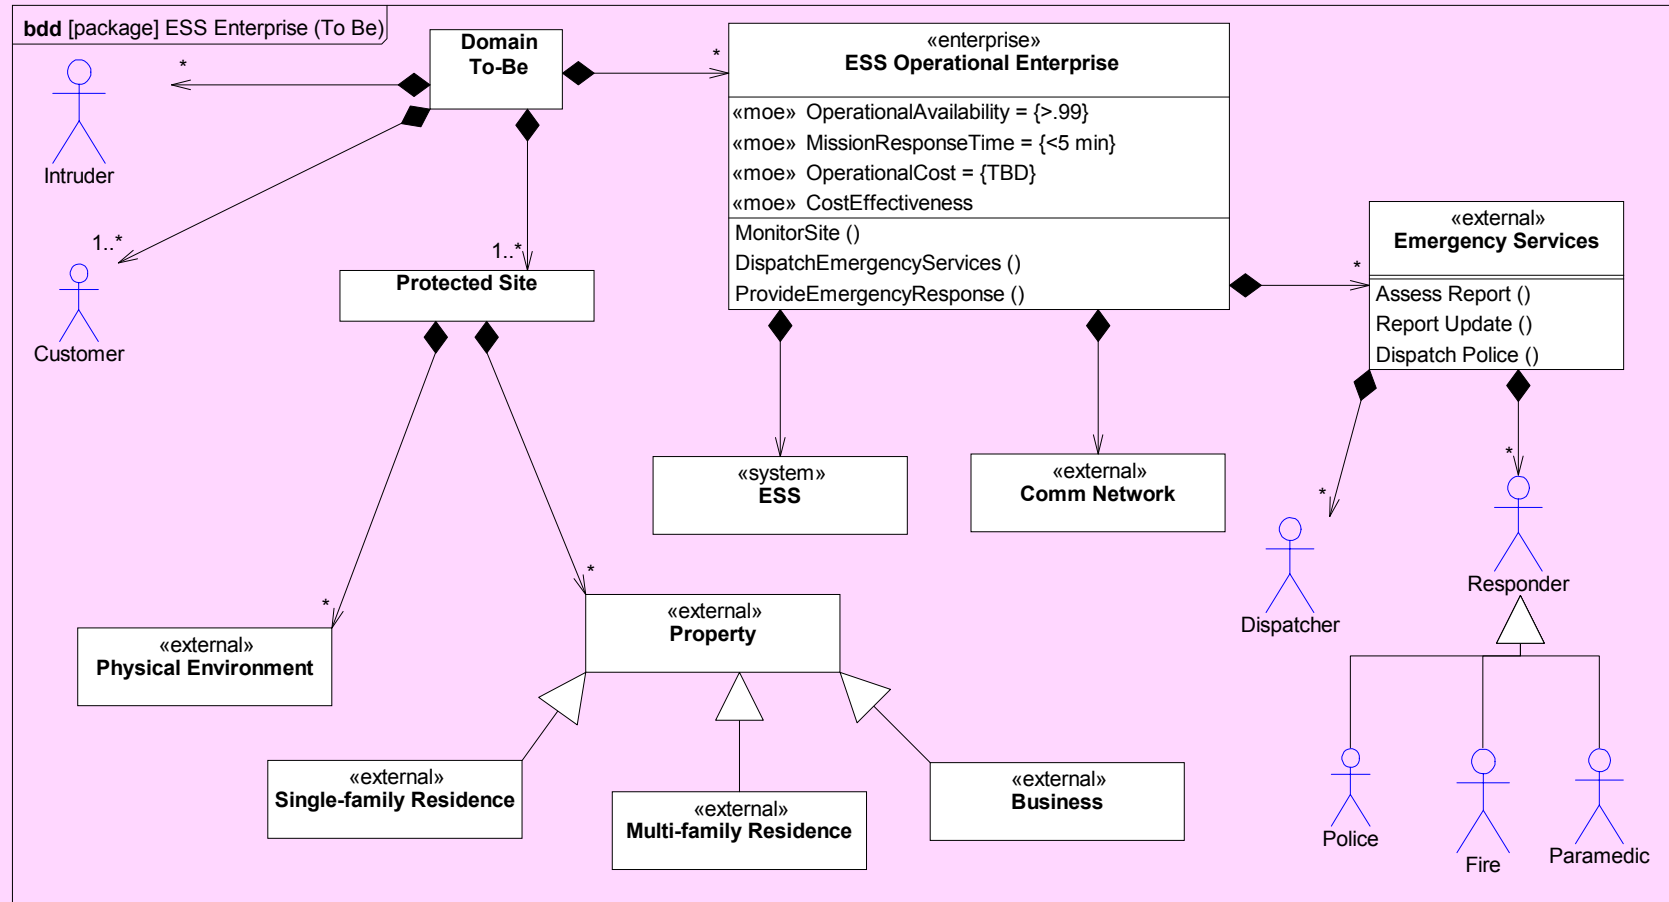 bdd [package] ESS Enterprise (To Be)
Domain
To-Be
*
*
«enterprise»
ESS Operational Enterprise
«moe» OperationalAvailability = {>.99}
«moe» MissionResponseTime = {<5 min}
«moe» OperationalCost = {TBD}
«moe» CostEffectiveness
MonitorSite ()
DispatchEmergencyServices ()
ProvideEmergencyResponse ()
Intruder
1..*
Customer
1..*
Protected Site
*
«external»
Emergency Services
Assess Report ()
Report Update ()
Dispatch Police ()
«system»
ESS
«external»
Comm Network
*
*
Dispatcher
Responder
*
«external»
Physical Environment
*
«external»
Property
«external»
Single-family Residence
«external»
Multi-family Residence
«external»
Business
Police
Fire
Paramedic